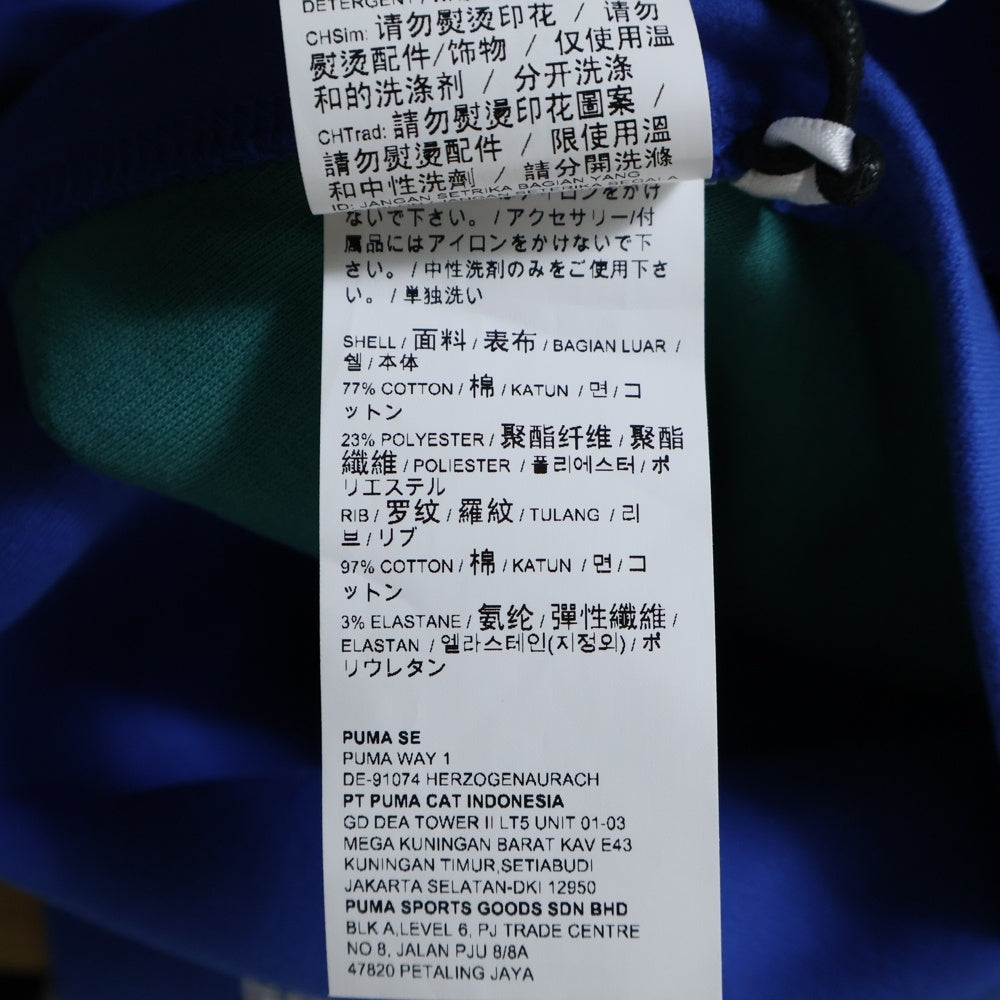 DETERGENT /
CHSim: 请勿熨烫印花 / 请勿
熨烫配件/饰物 / 仅使用温
和的洗涤剂 / 分开洗涤
CHTrad: 請勿熨燙印花圖案 /
請勿熨燙配件 / 限使用溫
和中性洗劑 / 請分開洗滌
ID: JANGAN SETRIKA BAGIAN YANG
ないで下さい。 / アクセサリー/付
属品にはアイロンをかけないで下
さい。 / 中性洗剤のみをご使用下さ
い。 / 単独洗い
SHELL / 面料 / 表布 / BAGIAN LUAR /
쉘 / 本体
77% COTTON / 棉 / KATUN / 면 / コ
ットン
23% POLYESTER / 聚酯纤维 / 聚酯
纖維 / POLIESTER / 폴리에스터 / ポ
リエステル
RIB / 罗纹 / 羅紋 / TULANG / 리
브 / リブ
97% COTTON / 棉 / KATUN / 면 / コ
ットン
3% ELASTANE / 氨纶 / 彈性纖維 /
ELASTAN / 엘라스테인(지정외) / ポ
リウレタン
PUMA SE
PUMA WAY 1
DE-91074 HERZOGENAURACH
PT PUMA CAT INDONESIA
GD DEA TOWER II LT5 UNIT 01-03
MEGA KUNINGAN BARAT KAV E43
KUNINGAN TIMUR,SETIABUDI
JAKARTA SELATAN-DKI 12950
PUMA SPORTS GOODS SDN BHD
BLK A,LEVEL 6, PJ TRADE CENTRE
NO 8, JALAN PJU 8/8A
47820 PETALING JAYA